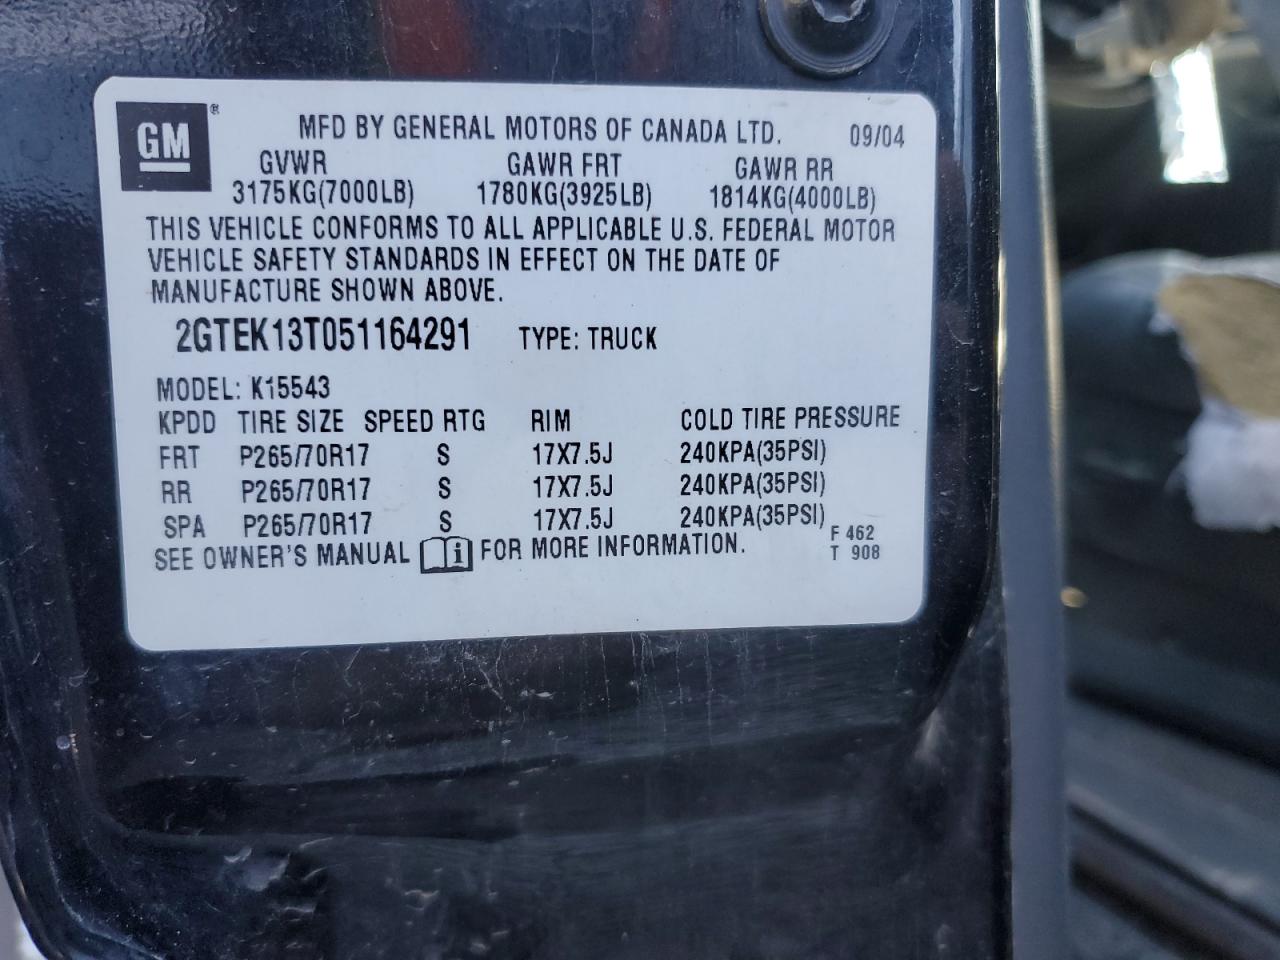 GM®
MFD BY GENERAL MOTORS OF CANADA LTD. 09/04
GVWR GAWR FRT GAWR RR
3175KG(7000LB) 1780KG(3925LB) 1814KG(4000LB)
THIS VEHICLE CONFORMS TO ALL APPLICABLE U.S. FEDERAL MOTOR
VEHICLE SAFETY STANDARDS IN EFFECT ON THE DATE OF
MANUFACTURE SHOWN ABOVE.
2GTEK13T051164291 TYPE: TRUCK
MODEL: K15543
KPDD TIRE SIZE SPEED RTG RIM COLD TIRE PRESSURE
FRT P265/70R17 S 17X7.5J 240KPA(35PSI)
RR P265/70R17 S 17X7.5J 240KPA(35PSI)
SPA P265/70R17 S 17X7.5J 240KPA(35PSI)
SEE OWNER'S MANUAL i FOR MORE INFORMATION.
F 462
T 908